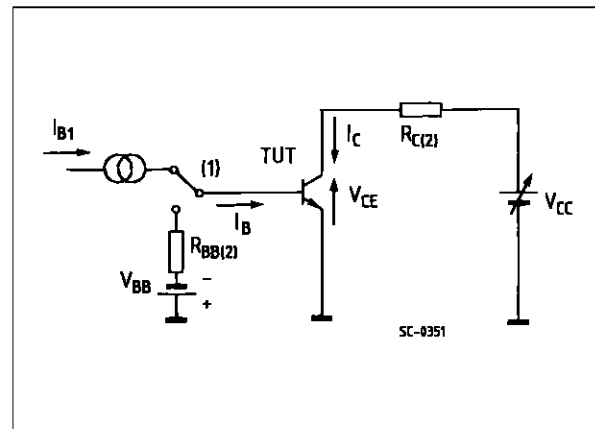 I_B1
(1)
TUT
I_C
R_C(2)
V_CE
V_CC
I_B
R_BB(2)
V_BB
-
+
SC-0351